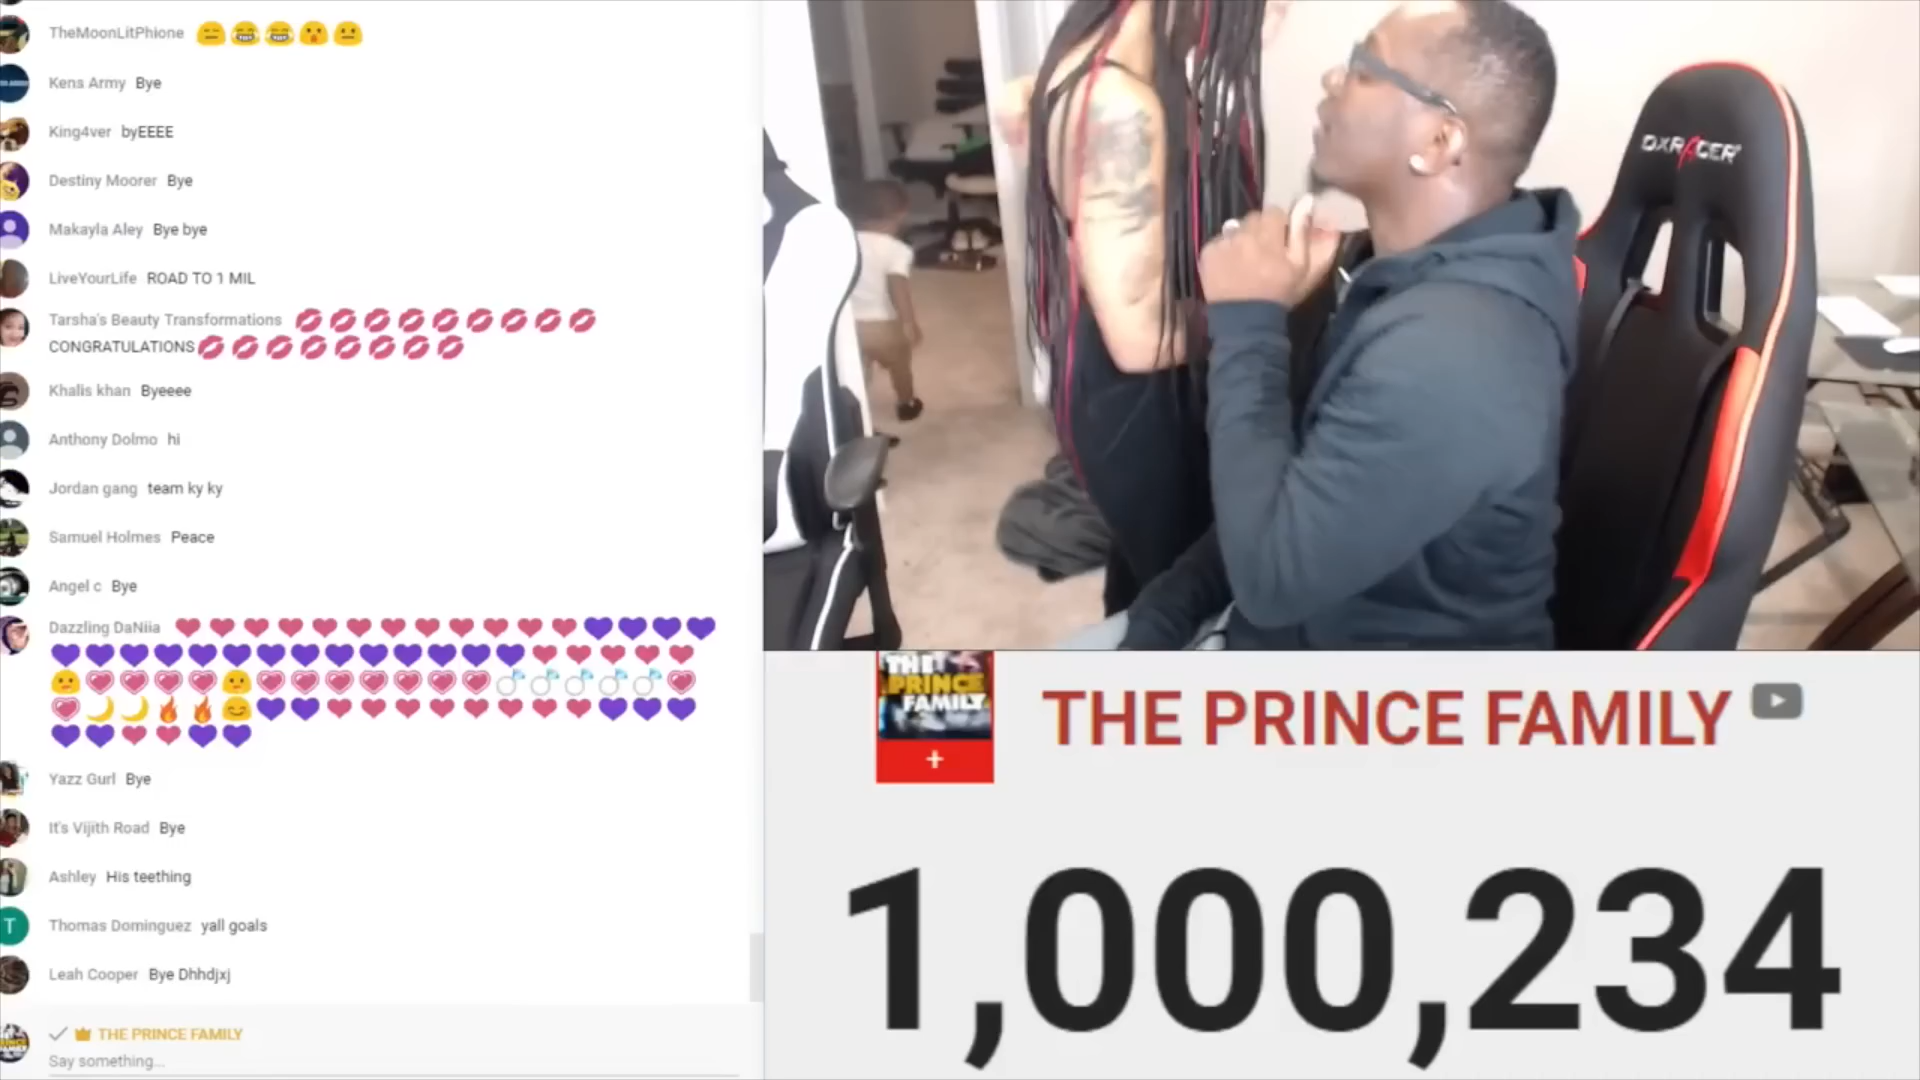 TheMoonLitPhione 😑😂😂😮😐
Kens Army Bye
King4ver byEEEE
Destiny Moorer Bye
Makayla Aley Bye bye
LiveYourLife ROAD TO 1 MIL
Tarsha's Beauty Transformations 💋💋💋💋💋💋💋💋💋
CONGRATULATIONS💋💋💋💋💋💋💋💋
Khalis khan Byeeee
Anthony Dolmo hi
Jordan gang team ky ky
Samuel Holmes Peace
Angel c Bye
Dazzling DaNiia
Yazz Gurl Bye
It's Vijith Road Bye
Ashley His teething
T
Thomas Dominguez yall goals
Leah Cooper Bye Dhhdjxj
THE PRINCE FAMILY
Say something...
DXRACER
THE
PRINCE
FAMILY
+
THE PRINCE FAMILY
1,000,234